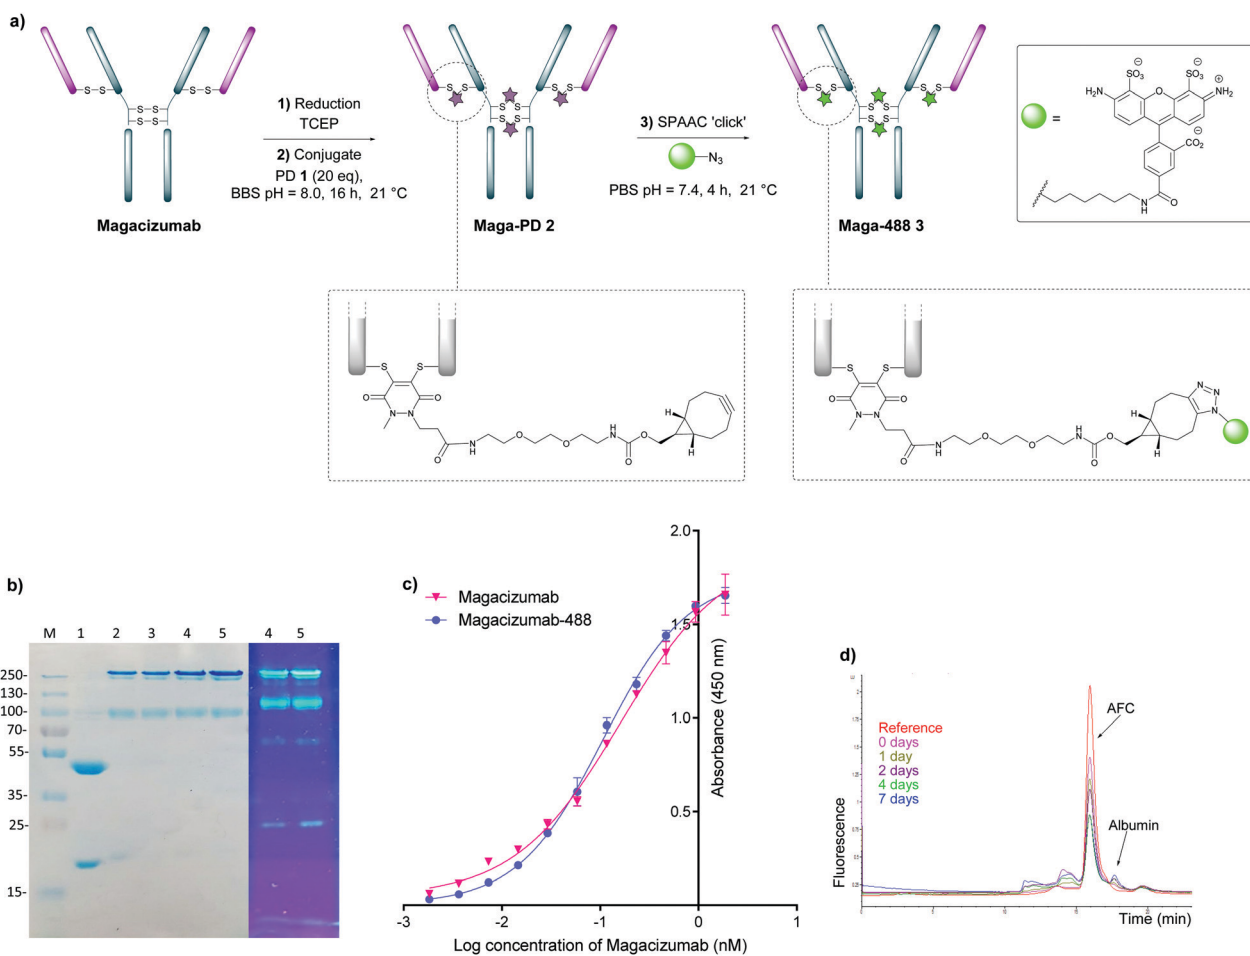 a)
S–S
S–S
S–S
S–S
Magacizumab
1) Reduction
TCEP
2) Conjugate
PD 1 (20 eq),
BBS pH = 8.0, 16 h, 21 °C
S S
S S
S S
S S
Maga-PD 2
3) SPAAC 'click'
N3
PBS pH = 7.4, 4 h, 21 °C
S S
S S
S S
S S
Maga-488 3
=
⊖
SO3
⊖
SO3
H2N
O
⊕
NH2
⊖
CO2
N
H
O
S
S
O
O
N
N
O
N
H
O
O
H
N
O
O
H
H
S
S
O
O
N
N
O
N
H
O
O
H
N
O
O
H
H
N
N
N
b)
M 1 2 3 4 5 4 5
250-
130-
100-
70-
55-
35-
25-
15-
c)
Magacizumab
Magacizumab-488
2.0
1.5
1.0
0.5
Absorbance (450 nm)
-3 -2 -1 0 1
Log concentration of Magacizumab (nM)
d)
Reference
0 days
1 day
2 days
4 days
7 days
AFC
Albumin
Fluorescence
Time (min)